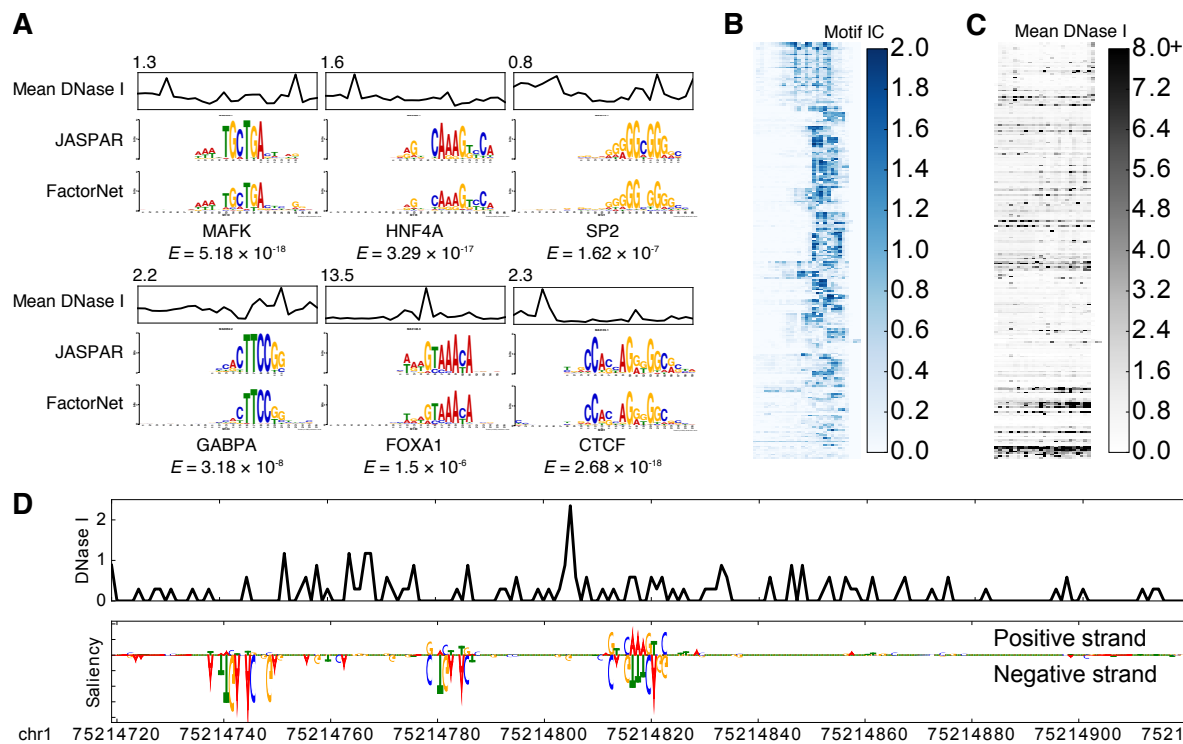 A
B
C
Motif IC
Mean DNase I
1.3
1.6
0.8
Mean DNase I
JASPAR
FactorNet
MAFK
HNF4A
SP2
E = 5.18 × 10-18
E = 3.29 × 10-17
E = 1.62 × 10-7
2.2
13.5
2.3
Mean DNase I
JASPAR
FactorNet
GABPA
FOXA1
CTCF
E = 3.18 × 10-8
E = 1.5 × 10-6
E = 2.68 × 10-18
2.0
1.8
1.6
1.4
1.2
1.0
0.8
0.6
0.4
0.2
0.0
8.0+
7.2
6.4
5.6
4.8
4.0
3.2
2.4
1.6
0.8
0.0
D
DNase I
2
1
0
Saliency
Positive strand
Negative strand
chr1 75214720 75214740 75214760 75214780 75214800 75214820 75214840 75214860 75214880 75214900 75210